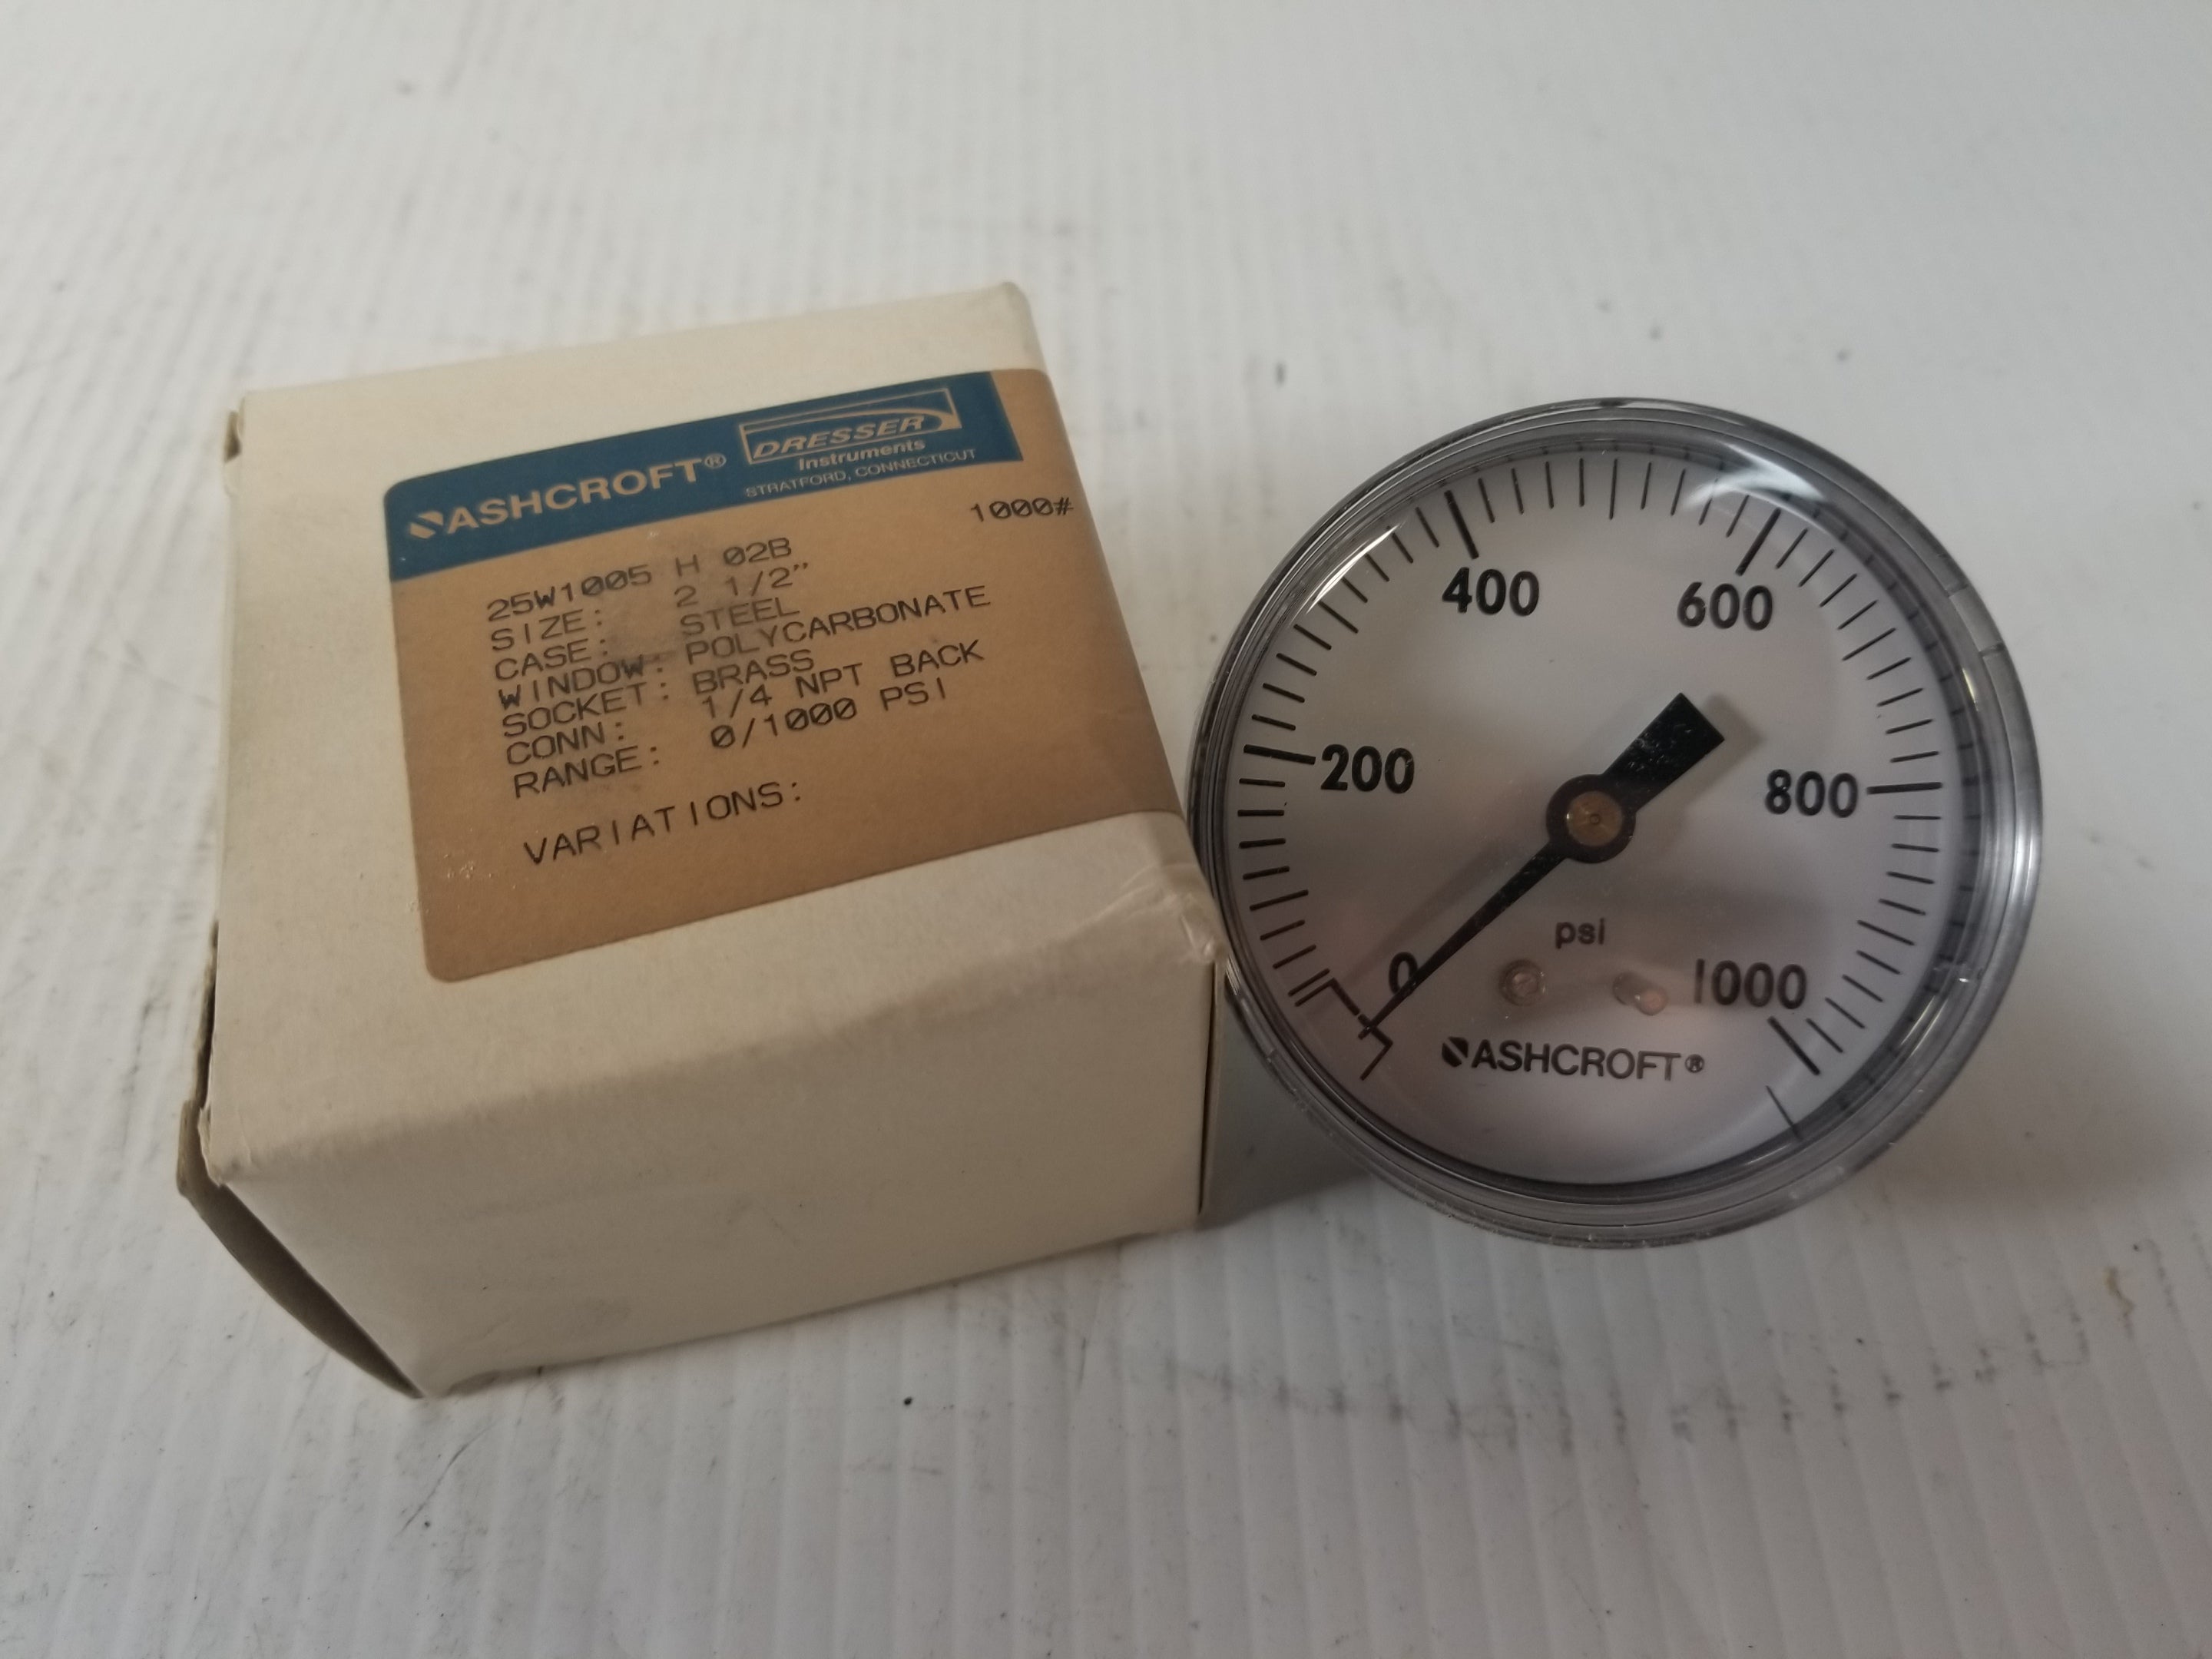 ASHCROFT®
DRESSER
Instruments
STRATFORD, CONNECTICUT
1000#
25W1005 H 02B
SIZE: 2 1/2"
CASE: STEEL
WINDOW: POLYCARBONATE
SOCKET: BRASS
CONN: 1/4 NPT BACK
RANGE: 0/1000 PSI
VARIATIONS:
400
600
200
800
psi
0
1000
ASHCROFT®